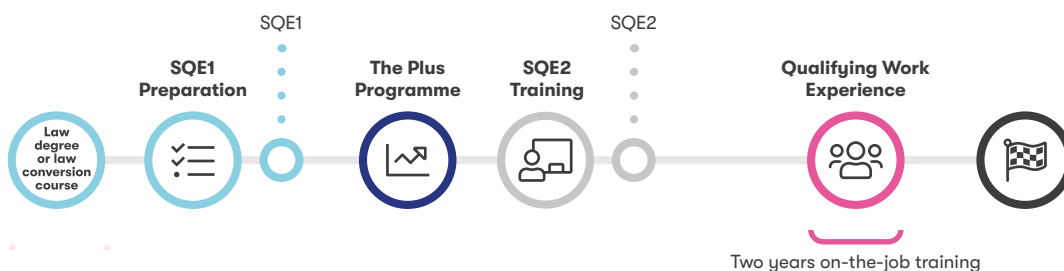 SQE1
SQE2
SQE1
Preparation
The Plus
Programme
SQE2
Training
Qualifying Work
Experience
Law
degree
or law
conversion
course
Two years on-the-job training